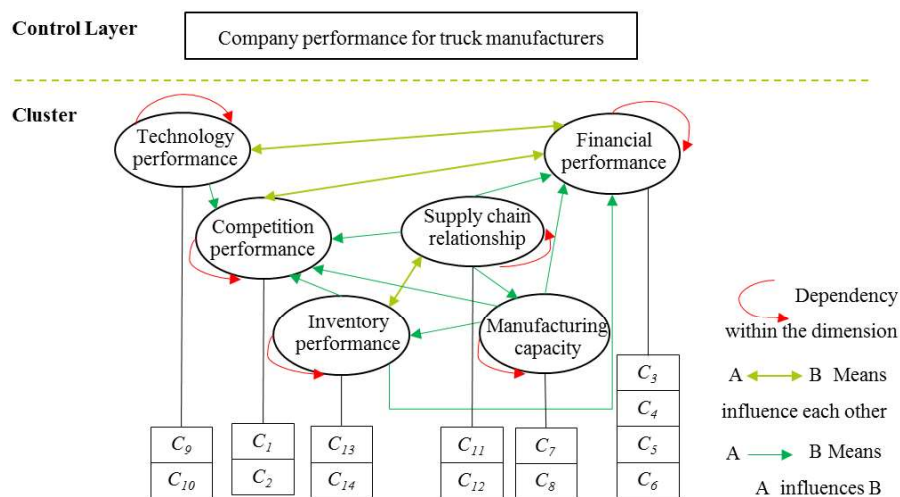 Control Layer
Company performance for truck manufacturers
Cluster
Technology
performance
Financial
performance
Competition
performance
Supply chain
relationship
Inventory
performance
Manufacturing
capacity
C9
C10
C1
C2
C13
C14
C11
C12
C7
C8
C3
C4
C5
C6
Dependency
within the dimension
A B Means
influence each other
A B Means
A influences B